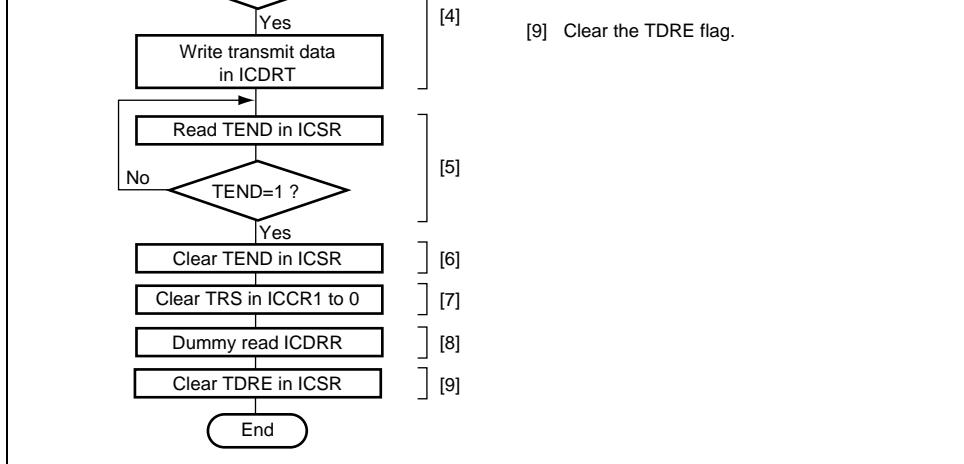 Yes
[4]
[9] Clear the TDRE flag.
Write transmit data
in ICDRT
Read TEND in ICSR
[5]
No
TEND=1 ?
Yes
Clear TEND in ICSR
[6]
Clear TRS in ICCR1 to 0
[7]
Dummy read ICDRR
[8]
Clear TDRE in ICSR
[9]
End